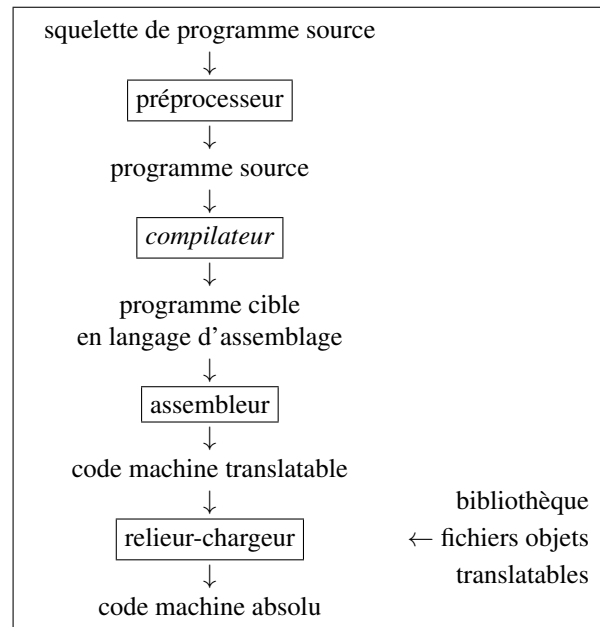 squelette de programme source
↓
préprocesseur
↓
programme source
↓
compilateur
↓
programme cible
en langage d'assemblage
↓
assembleur
↓
code machine translatable
↓
bibliothèque
relieur-chargeur ← fichiers objets
↓ translatables
code machine absolu